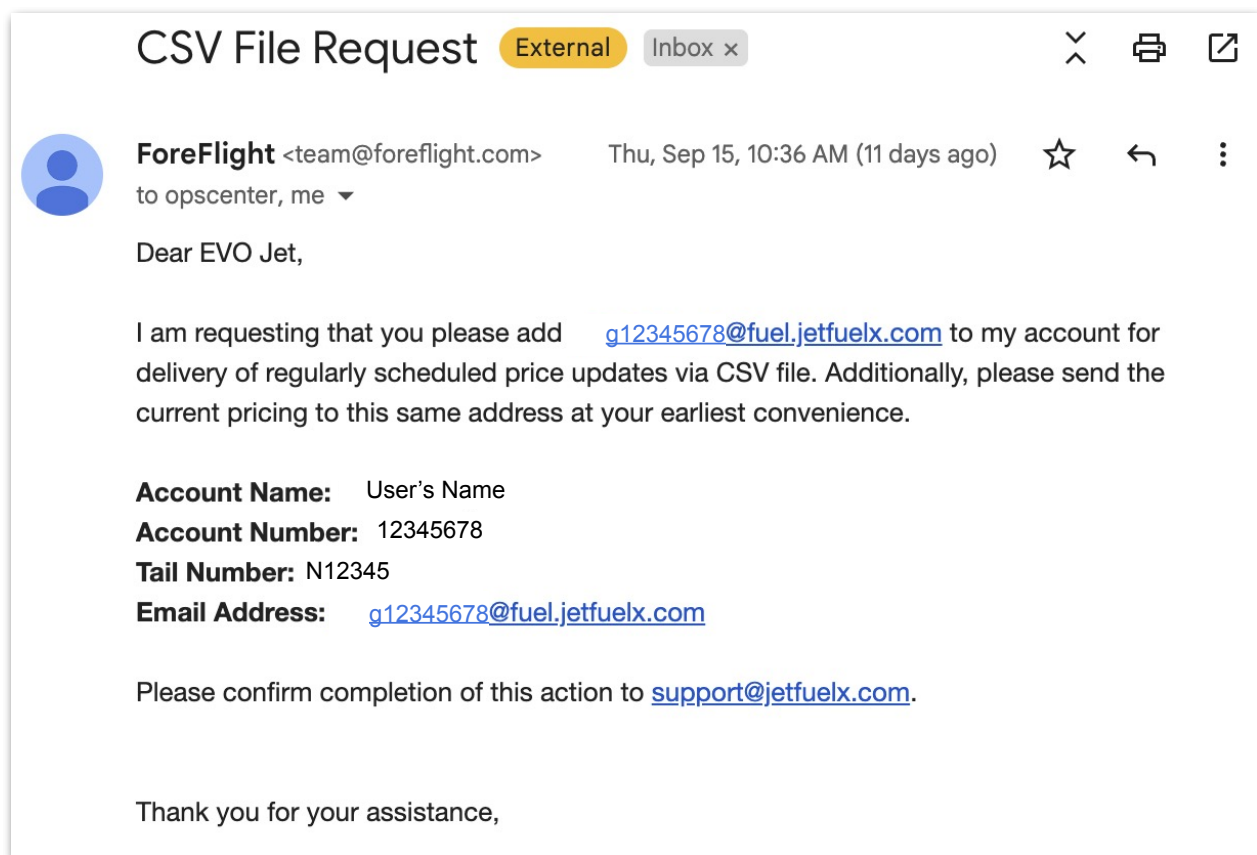 CSV File Request External Inbox ×
ForeFlight <team@foreflight.com> Thu, Sep 15, 10:36 AM (11 days ago)
to opscenter, me
Dear EVO Jet,
I am requesting that you please add g12345678@fuel.jetfuelx.com to my account for
delivery of regularly scheduled price updates via CSV file. Additionally, please send the
current pricing to this same address at your earliest convenience.
Account Name: User’s Name
Account Number: 12345678
Tail Number: N12345
Email Address: g12345678@fuel.jetfuelx.com
Please confirm completion of this action to support@jetfuelx.com.
Thank you for your assistance,